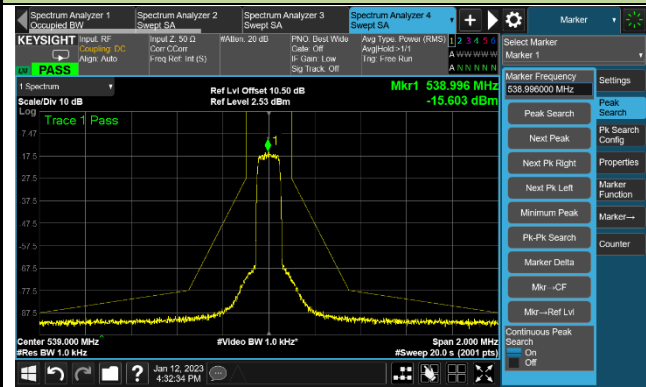 Spectrum Analyzer 1
Occupied BW
Spectrum Analyzer 2
Swept SA
Spectrum Analyzer 3
Swept SA
Spectrum Analyzer 4
Swept SA
Marker
KEYSIGHT
Input: RF
Coupling: DC
Align: Auto
Input Z: 50 Ω
Corr CCorr
Freq Ref: Int (S)
#Atten: 20 dB
PNO: Best Wide
Gate: Off
IF Gain: Low
Sig Track: Off
Avg Type: Power (RMS)
Avg|Hold:>1/1
Trig: Free Run
1 2 3 4 5 6
A W W W W W
A N N N N N
LVI PASS
Select Marker
Marker 1
1 Spectrum
Scale/Div 10 dB
Ref Lvl Offset 10.50 dB
Ref Level 2.53 dBm
Mkr1 538.996 MHz
-15.603 dBm
Log
Trace 1 Pass
1
-7.47
-17.5
-27.5
-37.5
-47.5
-57.5
-67.5
-77.5
-87.5
Center 539.000 MHz
#Res BW 1.0 kHz
#Video BW 1.0 kHz*
Span 2.000 MHz
#Sweep 20.0 s (2001 pts)
Marker Frequency
538.996000 MHz
Peak Search
Next Peak
Next Pk Right
Next Pk Left
Minimum Peak
Pk-Pk Search
Marker Delta
Mkr→CF
Mkr→Ref Lvl
Continuous Peak
Search
On
Off
Settings
Peak
Search
Pk Search
Config
Properties
Marker
Function
Marker→
Counter
?
Jan 12, 2023
4:32:34 PM